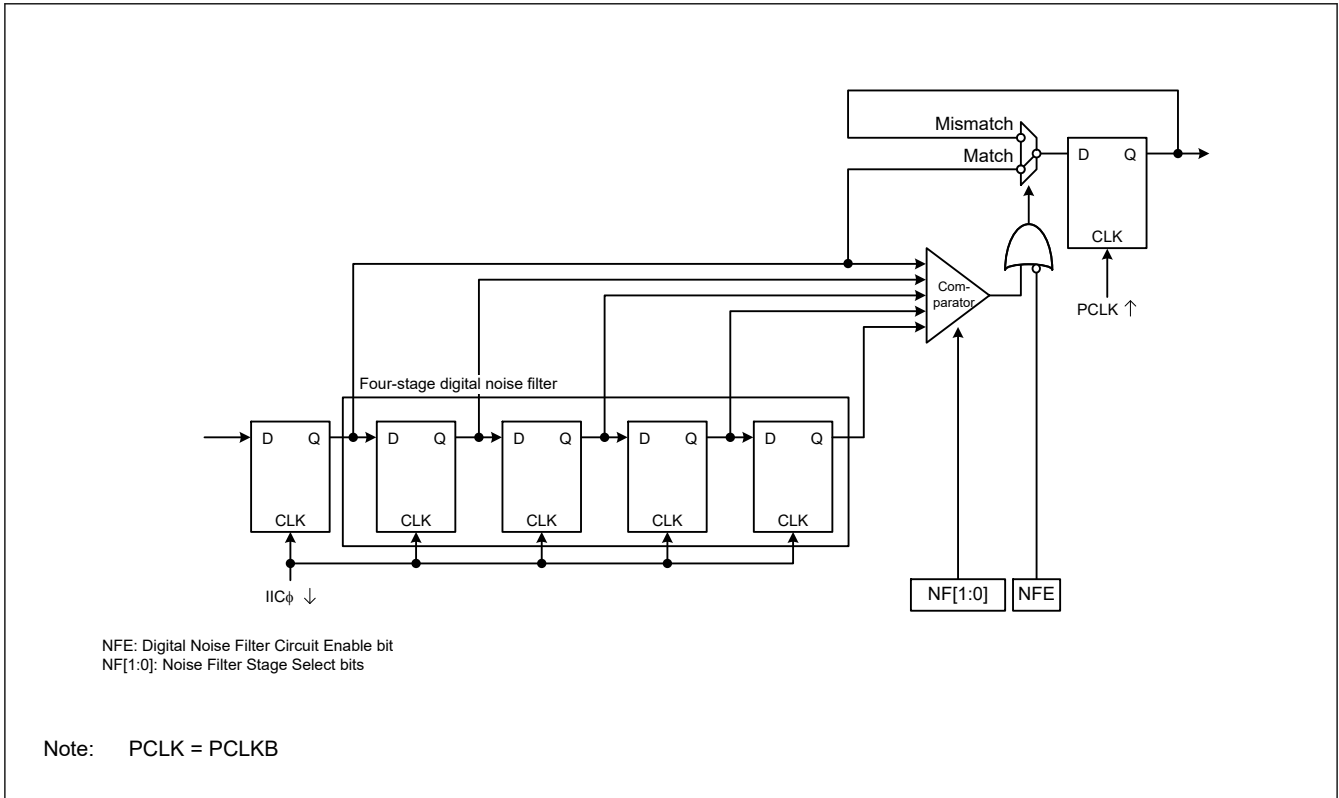 Mismatch
Match
D Q
CLK
PCLK ↑
Com-
parator
Four-stage digital noise filter
D Q D Q D Q D Q D Q
CLK CLK CLK CLK CLK
IICϕ ↓
NF[1:0] NFE
NFE: Digital Noise Filter Circuit Enable bit
NF[1:0]: Noise Filter Stage Select bits
Note: PCLK = PCLKB